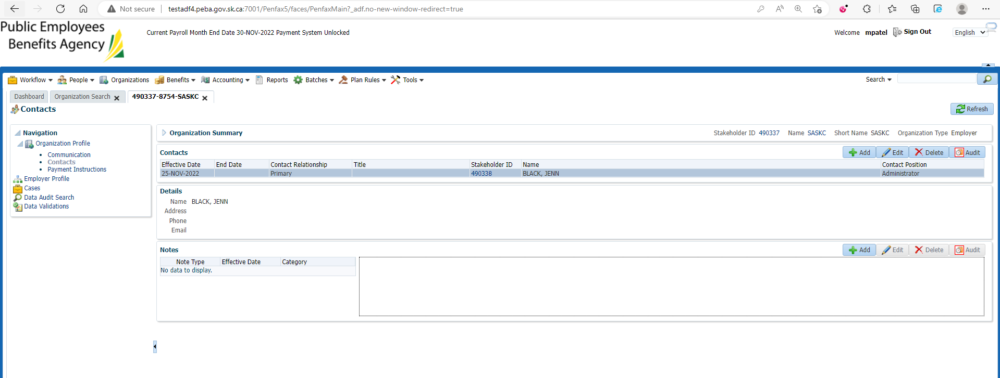 Not secure testadf4.peba.gov.sk.ca:7001/Penfax5/faces/PenfaxMain?_adf.no-new-window-redirect=true
Public Employees
Benefits Agency
Current Payroll Month End Date 30-NOV-2022 Payment System Unlocked
Welcome mpatel Sign Out English
Workflow People Organizations Benefits Accounting Reports Batches Plan Rules Tools Search
Dashboard Organization Search 490337-8754-SASKC
Contacts
Refresh
Navigation
Organization Profile
Communication
Contacts
Payment Instructions
Employer Profile
Cases
Data Audit Search
Data Validations
Organization Summary Stakeholder ID 490337 Name SASKC Short Name SASKC Organization Type Employer
Contacts Add Edit Delete Audit
Effective Date End Date Contact Relationship Title Stakeholder ID Name Contact Position
25-NOV-2022 Primary 490338 BLACK, JENN Administrator
Details
Name BLACK, JENN
Address
Phone
Email
Notes Add Edit Delete Audit
Note Type Effective Date Category
No data to display.